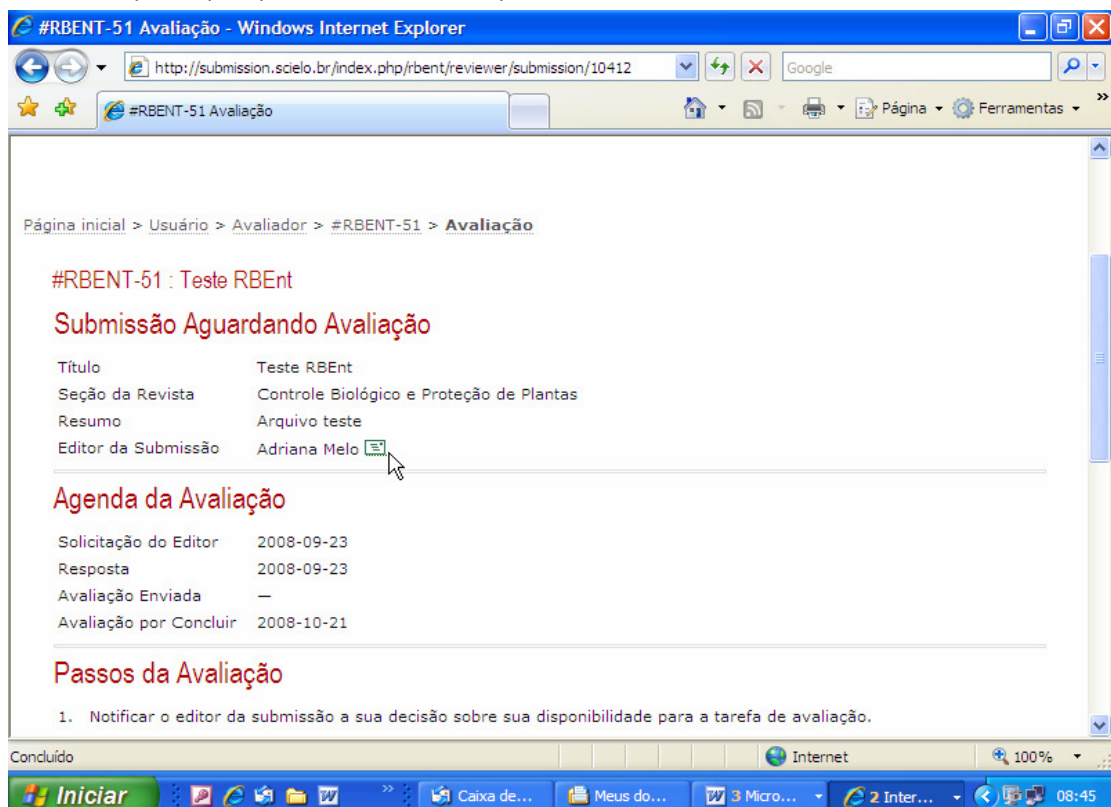 #RBENT-51 Avaliação - Windows Internet Explorer
http://submission.scielo.br/index.php/rbent/reviewer/submission/10412
Google
#RBENT-51 Avaliação
Página
Ferramentas
Página inicial > Usuário > Avaliador > #RBENT-51 > Avaliação
#RBENT-51 : Teste RBEnt
Submissão Aguardando Avaliação
Título Teste RBEnt
Seção da Revista Controle Biológico e Proteção de Plantas
Resumo Arquivo teste
Editor da Submissão Adriana Melo
Agenda da Avaliação
Solicitação do Editor 2008-09-23
Resposta 2008-09-23
Avaliação Enviada —
Avaliação por Concluir 2008-10-21
Passos da Avaliação
1. Notificar o editor da submissão a sua decisão sobre sua disponibilidade para a tarefa de avaliação.
Concluído
Internet
100%
Iniciar
Caixa de...
Meus do...
3 Micro...
2 Inter...
08:45